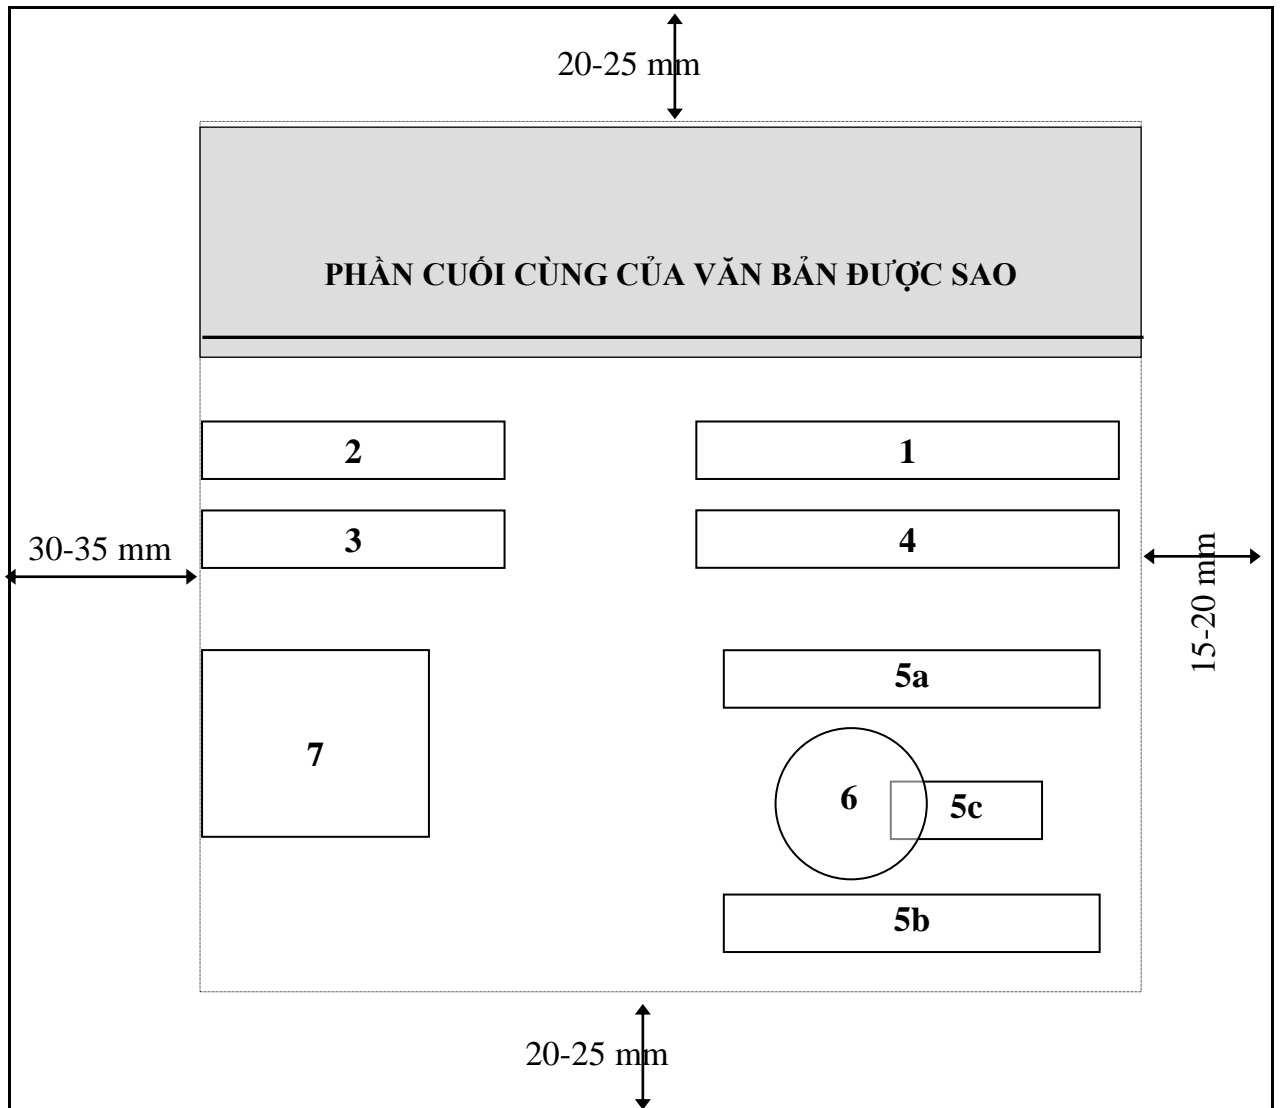 20-25 mm
PHẦN CUỐI CÙNG CỦA VĂN BẢN ĐƯỢC SAO
2
1
3
4
30-35 mm
15-20 mm
5a
7
6
5c
5b
20-25 mm